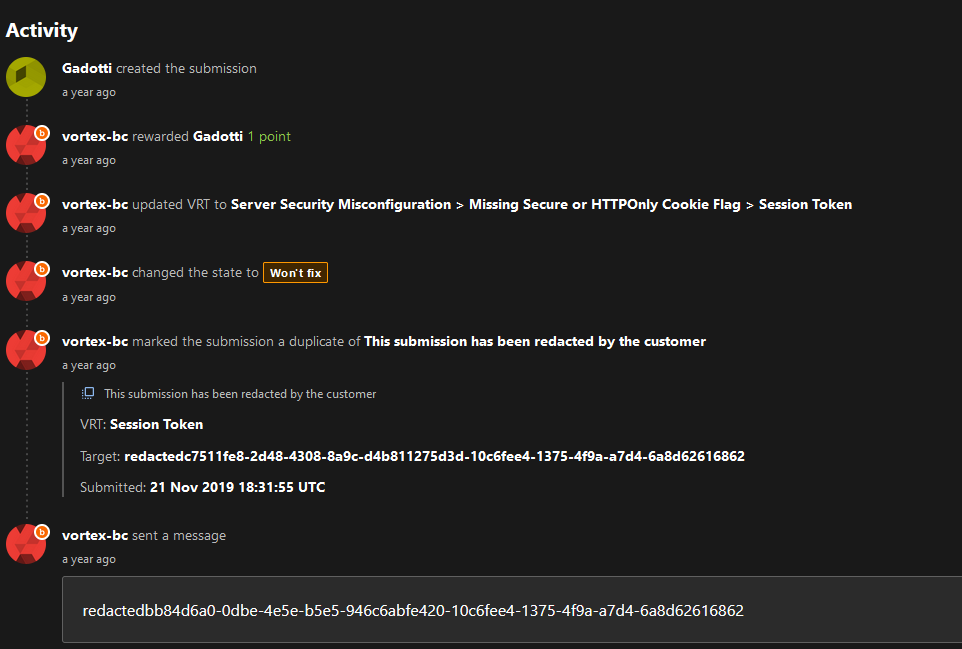 Activity
Gadotti created the submission
a year ago
b
vortex-bc rewarded Gadotti 1 point
a year ago
b
vortex-bc updated VRT to Server Security Misconfiguration > Missing Secure or HTTPOnly Cookie Flag > Session Token
a year ago
b
vortex-bc changed the state to Won't fix
a year ago
b
vortex-bc marked the submission a duplicate of This submission has been redacted by the customer
a year ago
This submission has been redacted by the customer
VRT: Session Token
Target: redactedc7511fe8-2d48-4308-8a9c-d4b811275d3d-10c6fee4-1375-4f9a-a7d4-6a8d62616862
Submitted: 21 Nov 2019 18:31:55 UTC
b
vortex-bc sent a message
a year ago
redactedbb84d6a0-0dbe-4e5e-b5e5-946c6abfe420-10c6fee4-1375-4f9a-a7d4-6a8d62616862